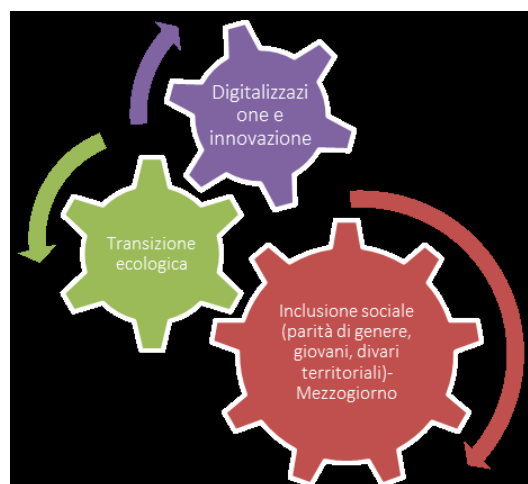 Digitalizzazi
one e
innovazione
Transizione
ecologica
Inclusione sociale
(parità di genere,
giovani, divari
territoriali)-
Mezzogiorno